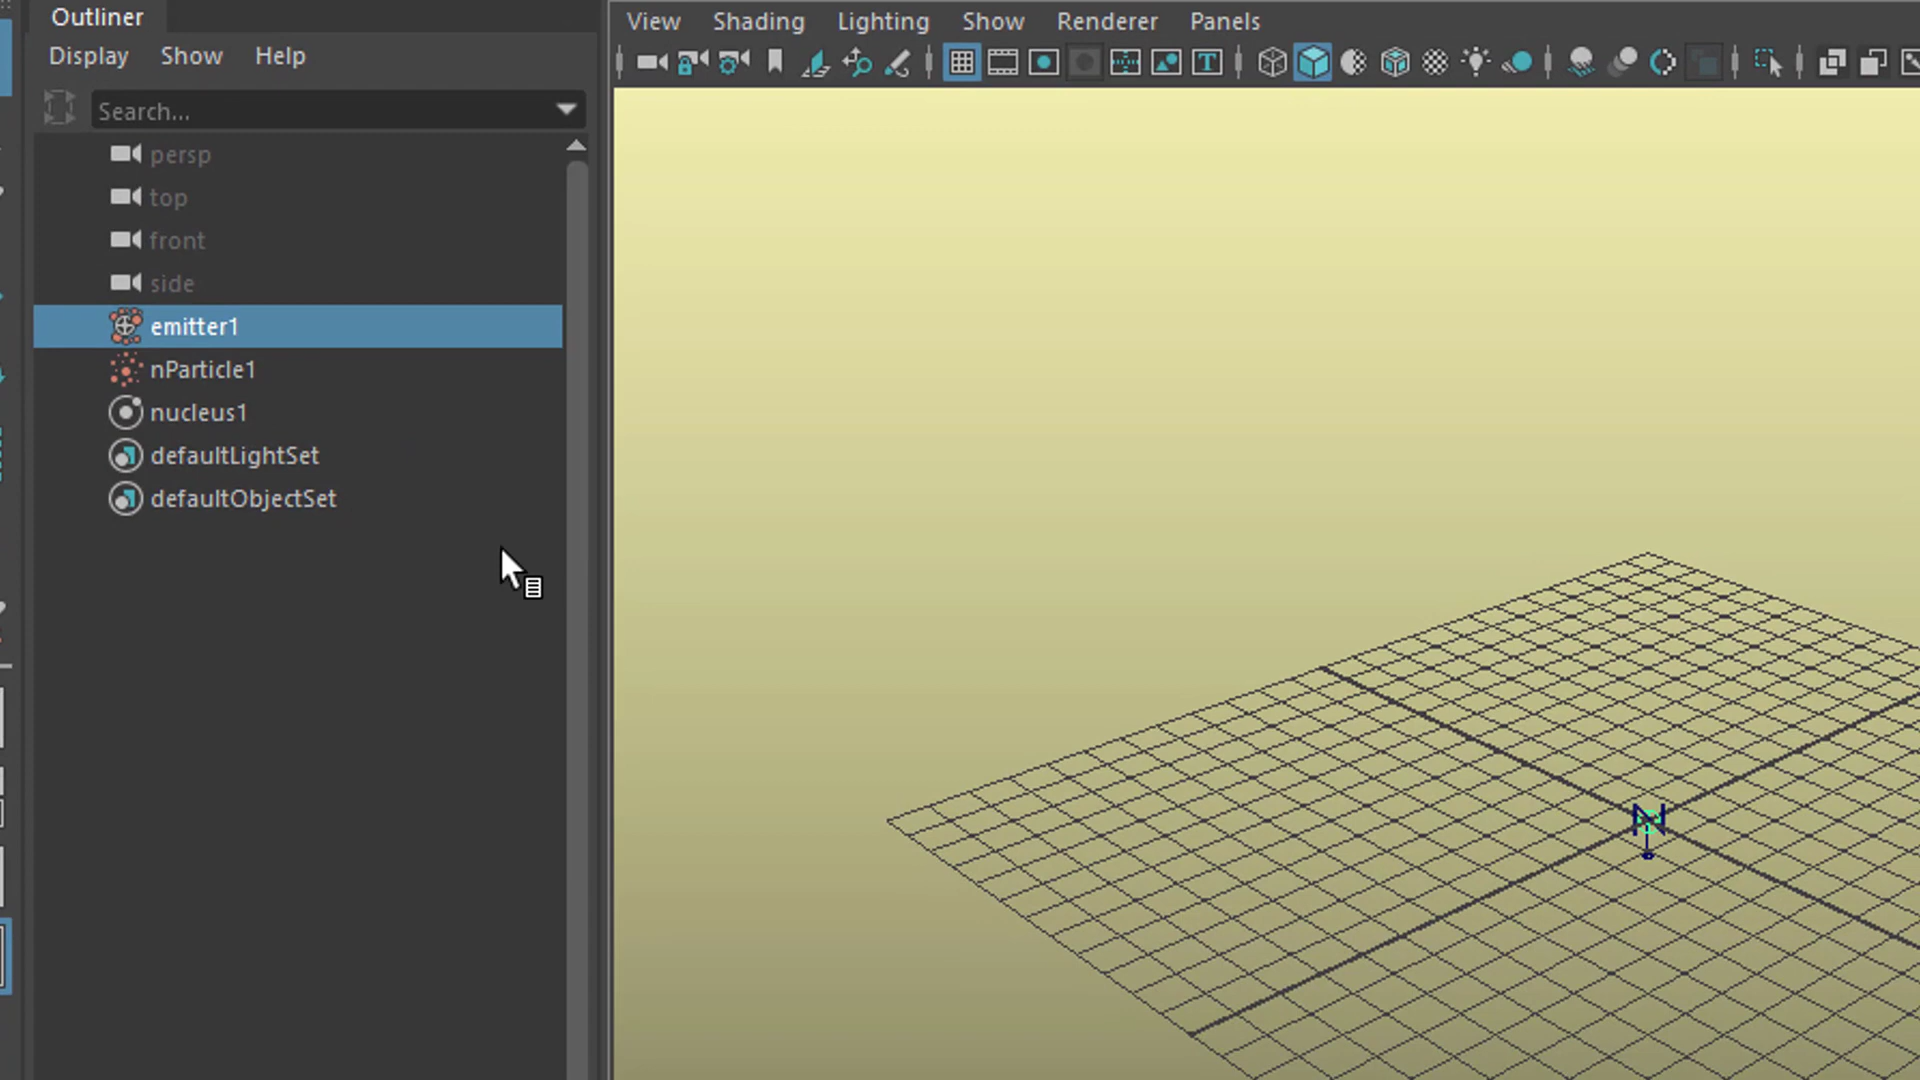 Outliner
Display Show Help
Search...
persp
top
front
side
emitter1
nParticle1
nucleus1
defaultLightSet
defaultObjectSet
View Shading Lighting Show Renderer Panels
T
N